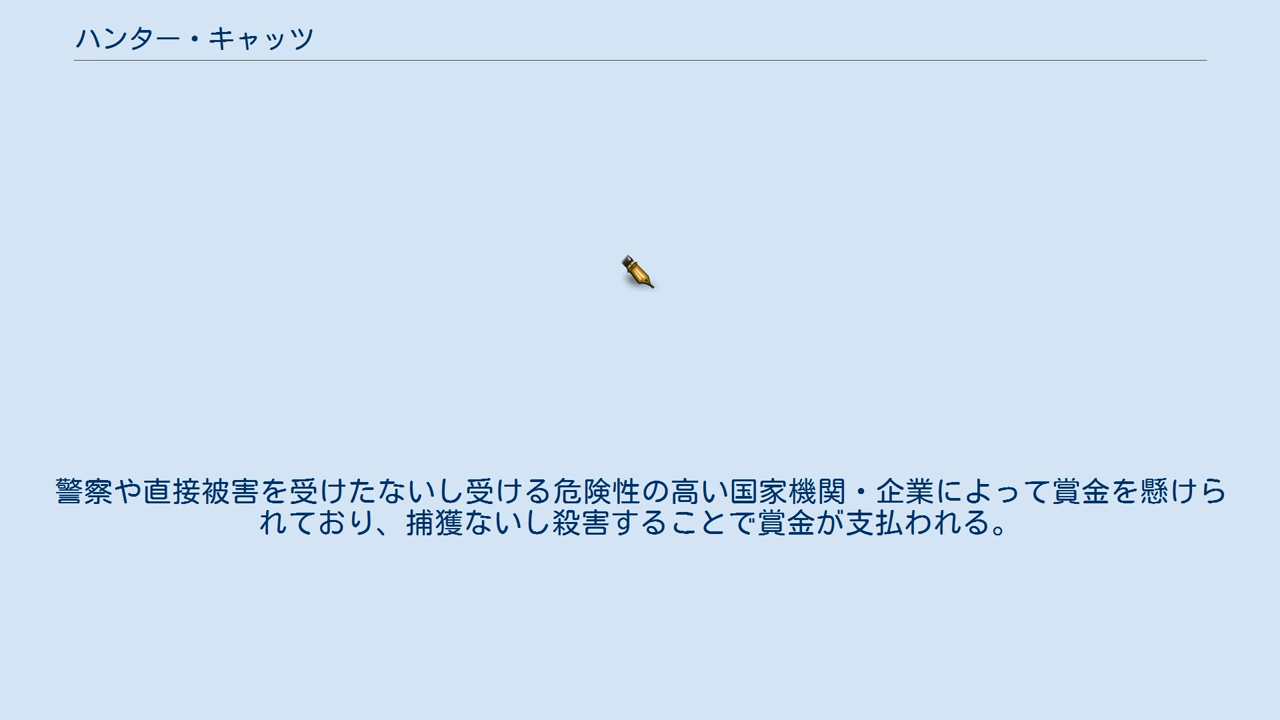 ハンター・キャッツ
警察や直接被害を受けたないし受ける危険性の高い国家機関・企業によって賞金を懸けら
れており、捕獲ないし殺害することで賞金が支払われる。